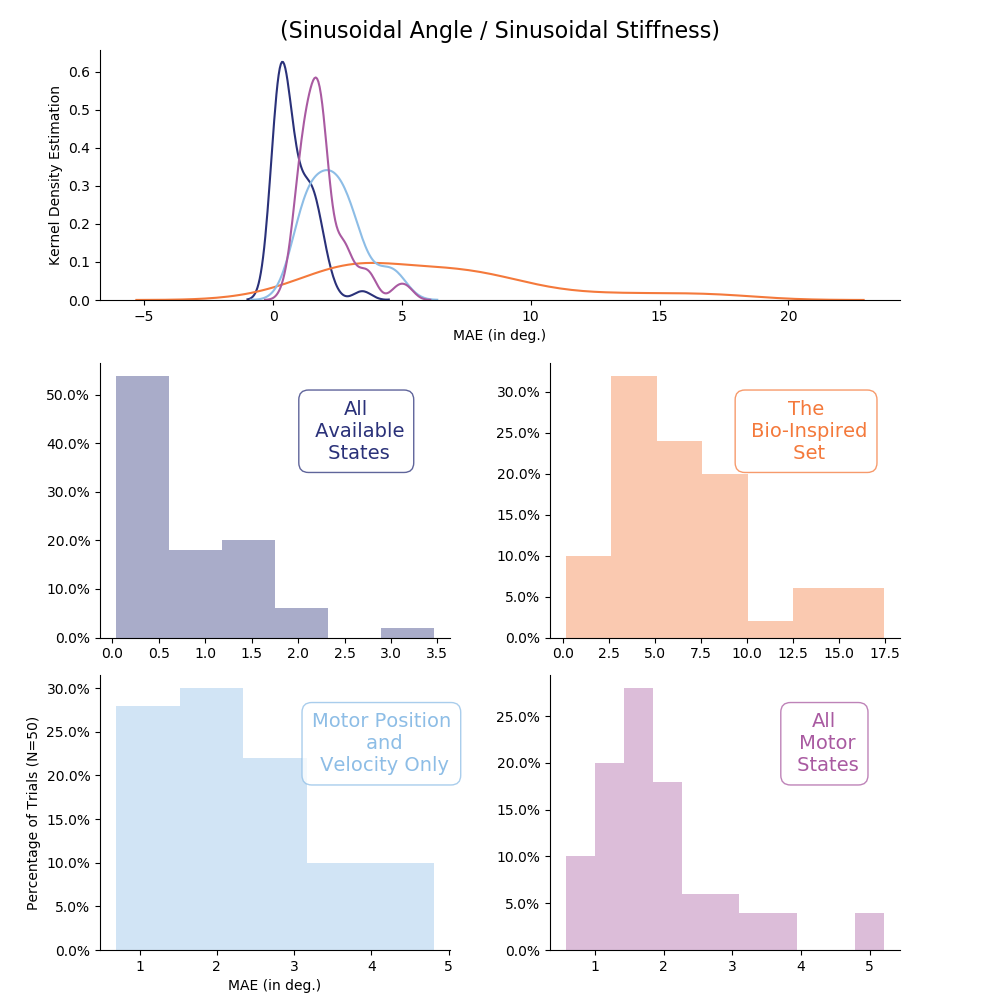 (Sinusoidal Angle / Sinusoidal Stiffness)
Kernel Density Estimation
0.6
0.5
0.4
0.3
0.2
0.1
0.0
−5 0 5 10 15 20
MAE (in deg.)
50.0%
40.0%
30.0%
20.0%
10.0%
0.0%
All
Available
States
0.0 0.5 1.0 1.5 2.0 2.5 3.0 3.5
30.0%
25.0%
20.0%
15.0%
10.0%
5.0%
0.0%
The
Bio-Inspired
Set
0.0 2.5 5.0 7.5 10.0 12.5 15.0 17.5
Percentage of Trials (N=50)
30.0%
25.0%
20.0%
15.0%
10.0%
5.0%
0.0%
Motor Position
and
Velocity Only
1 2 3 4 5
MAE (in deg.)
25.0%
20.0%
15.0%
10.0%
5.0%
0.0%
All
Motor
States
1 2 3 4 5